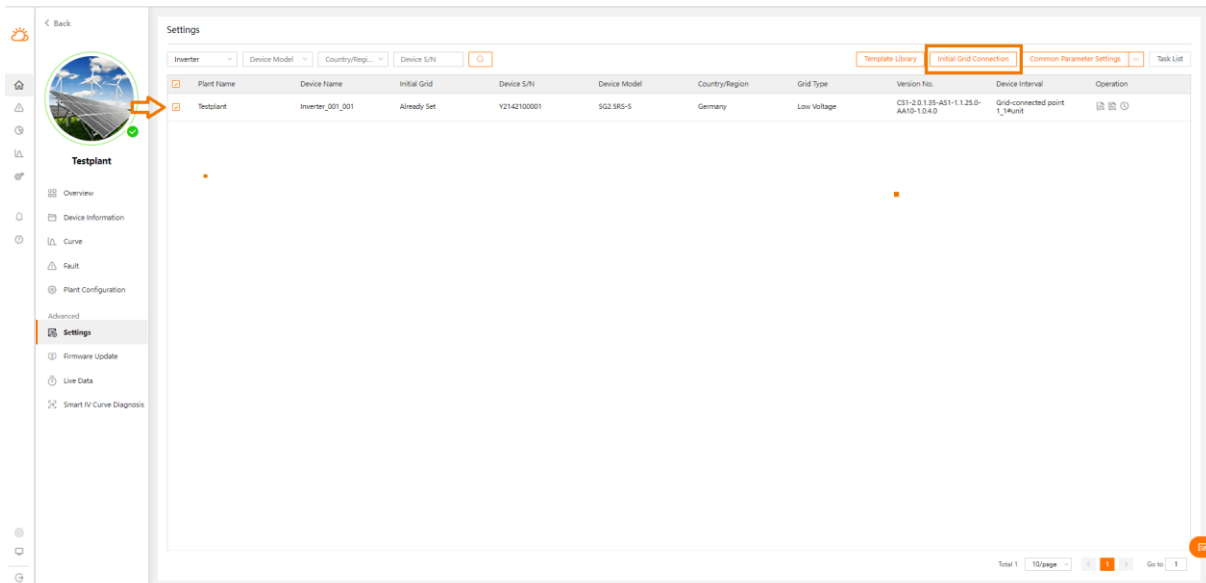 Back
Testplant
Overview
Device Information
Curve
Fault
Plant Configuration
Advanced
Settings
Firmware Update
Live Data
Smart IV Curve Diagnosis
Settings
Inverter Device Model Country/Regi... Device S/N Template Library Initial Grid Connection Common Parameter Settings Task List
Plant Name Device Name Initial Grid Device S/N Device Model Country/Region Grid Type Version No. Device Interval Operation
Testplant Inverter_001_001 Already Set Y2142100001 SG2.5RS-S Germany Low Voltage CS1-2.0.1.35-AS1-1.1.25.0- Grid-connected point
AA10-1.0.4.0 1_1#unit
Total 1 10/page 1 Go to 1